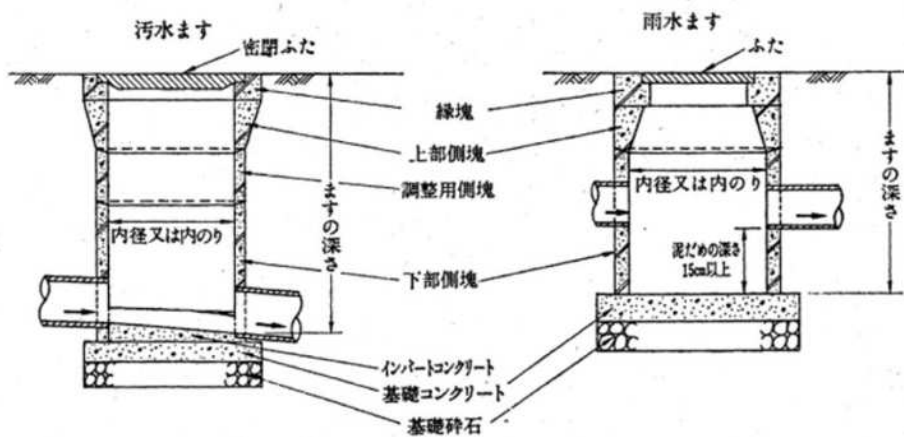 汚水ます
密閉ふた
雨水ます
ふた
縁塊
上部側塊
調整用側塊
ますの深さ
内径又は内のり
下部側塊
内径又は内のり
泥だめの深さ
15cm以上
ますの深さ
インバートコンクリート
基礎コンクリート
基礎砕石